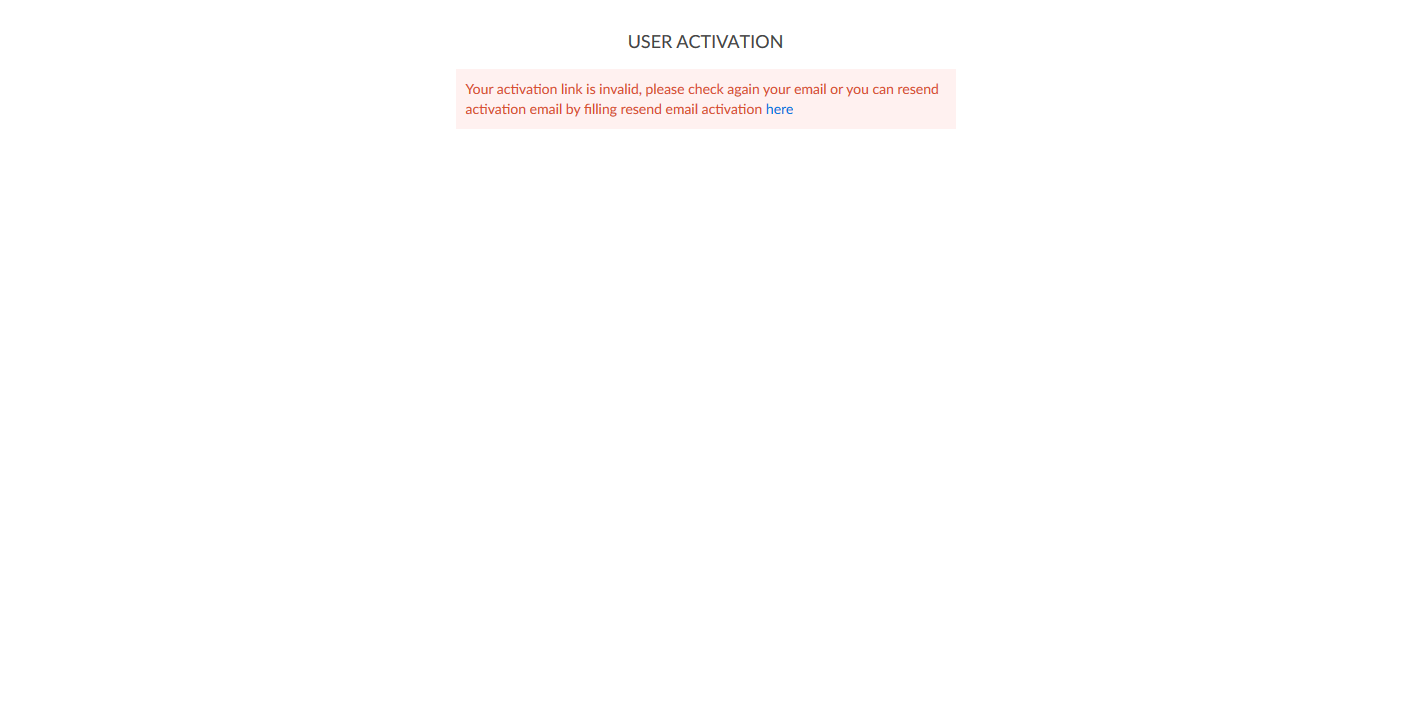 USER ACTIVATION
Your activation link is invalid, please check again your email or you can resend
activation email by filling resend email activation here